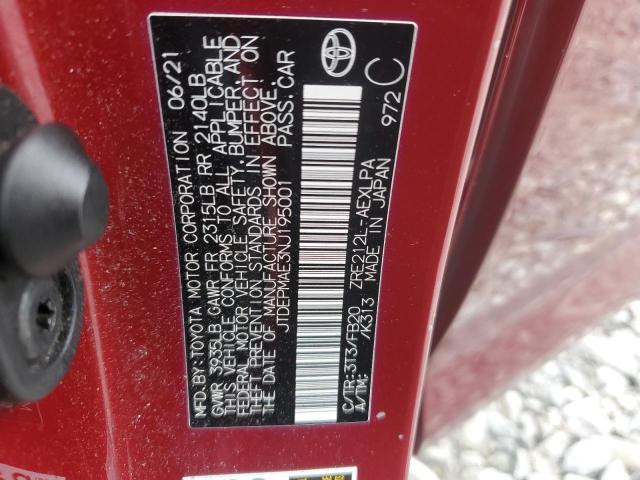 MFD.BY:TOYOTA MOTOR CORPORATION 06/21
GVWR 3935LB GAWR FR 2315LB RR 2140LB
THIS VEHICLE CONFORMS TO ALL APPLICABLE
FEDERAL MOTOR VEHICLE SAFETY,BUMPER,AND
THEFT PREVENTION STANDARDS IN EFFECT ON
THE DATE OF MANUFACTURE SHOWN ABOVE.
JTDEPMAE3NJ195001 PASS.CAR
C/TR:3T3/FB20 ZRE212L-AEXLPA 972 C
A/TM: /K313 MADE IN JAPAN